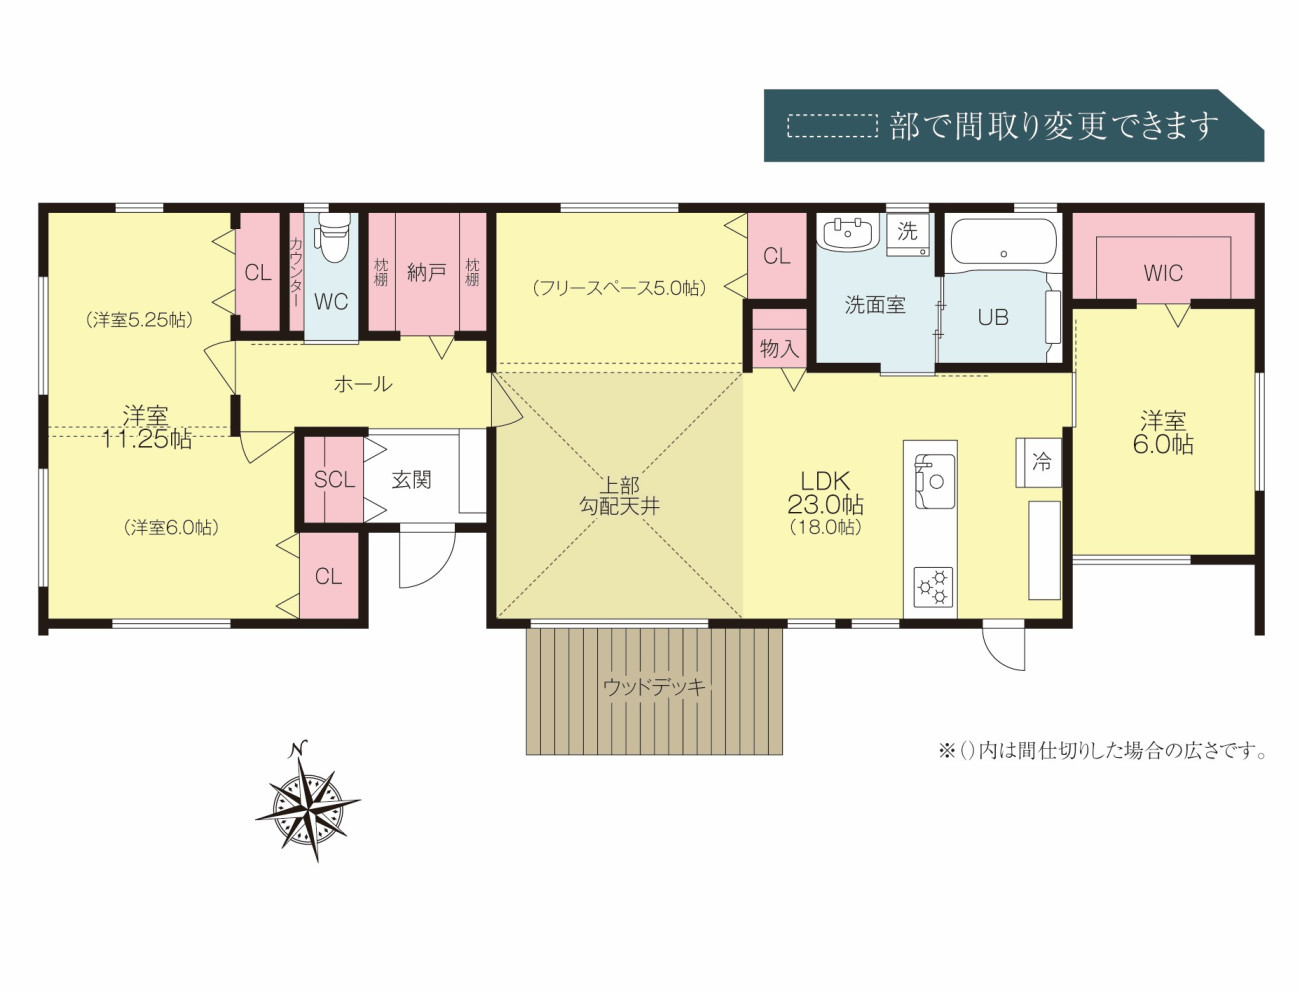 部で間取り変更できます
CL
カウンター
WC
枕棚
納戸
枕棚
(フリースペース5.0帖)
CL
洗
洗面室
UB
WIC
(洋室5.25帖)
物入
ホール
洋室
11.25帖
洋室
6.0帖
SCL
玄関
上部
勾配天井
LDK
23.0帖
(18.0帖)
冷
(洋室6.0帖)
CL
ウッドデッキ
N
※()内は間仕切りした場合の広さです。